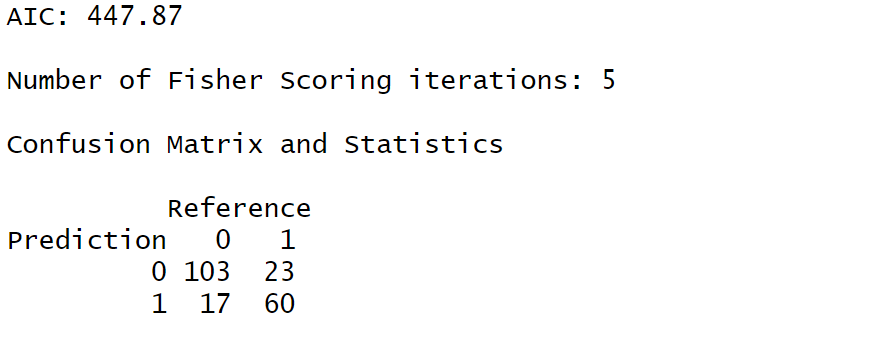 AIC: 447.87
Number of Fisher Scoring iterations: 5
Confusion Matrix and Statistics
Reference
Prediction 0 1
0 103 23
1 17 60